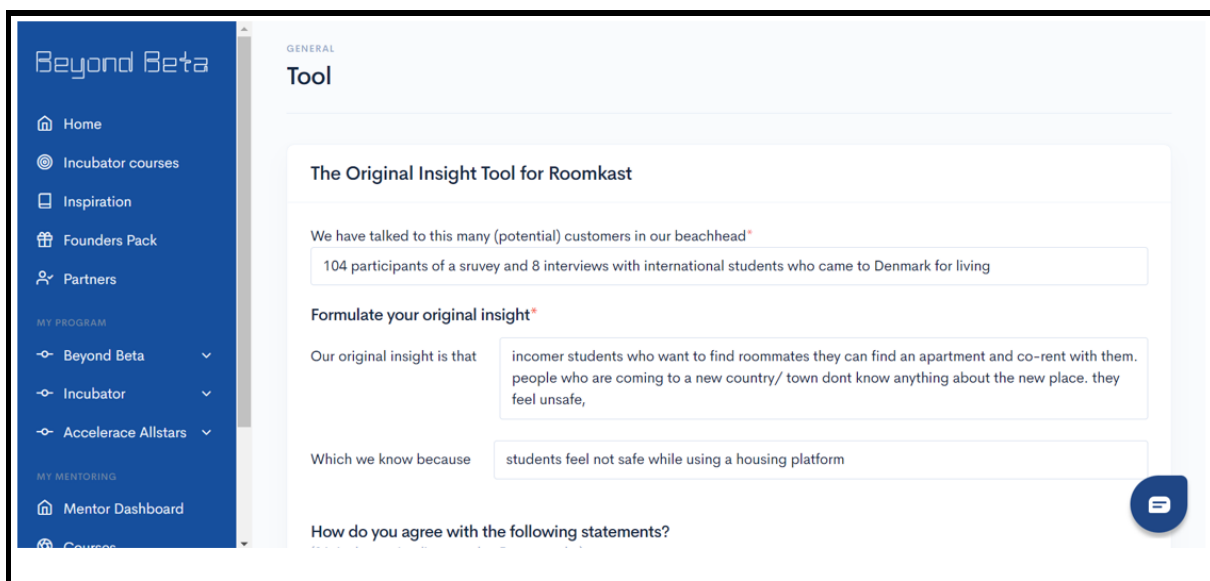 Beyond Beta
Home
Incubator courses
Inspiration
Founders Pack
Partners
MY PROGRAM
Beyond Beta
Incubator
Accelerace Allstars
MY MENTORING
Mentor Dashboard
Courses
GENERAL
Tool
The Original Insight Tool for Roomkast
We have talked to this many (potential) customers in our beachhead*
104 participants of a sruvey and 8 interviews with international students who came to Denmark for living
Formulate your original insight*
Our original insight is that
incomer students who want to find roommates they can find an apartment and co-rent with them.
people who are coming to a new country/ town dont know anything about the new place. they
feel unsafe,
Which we know because
students feel not safe while using a housing platform
How do you agree with the following statements?